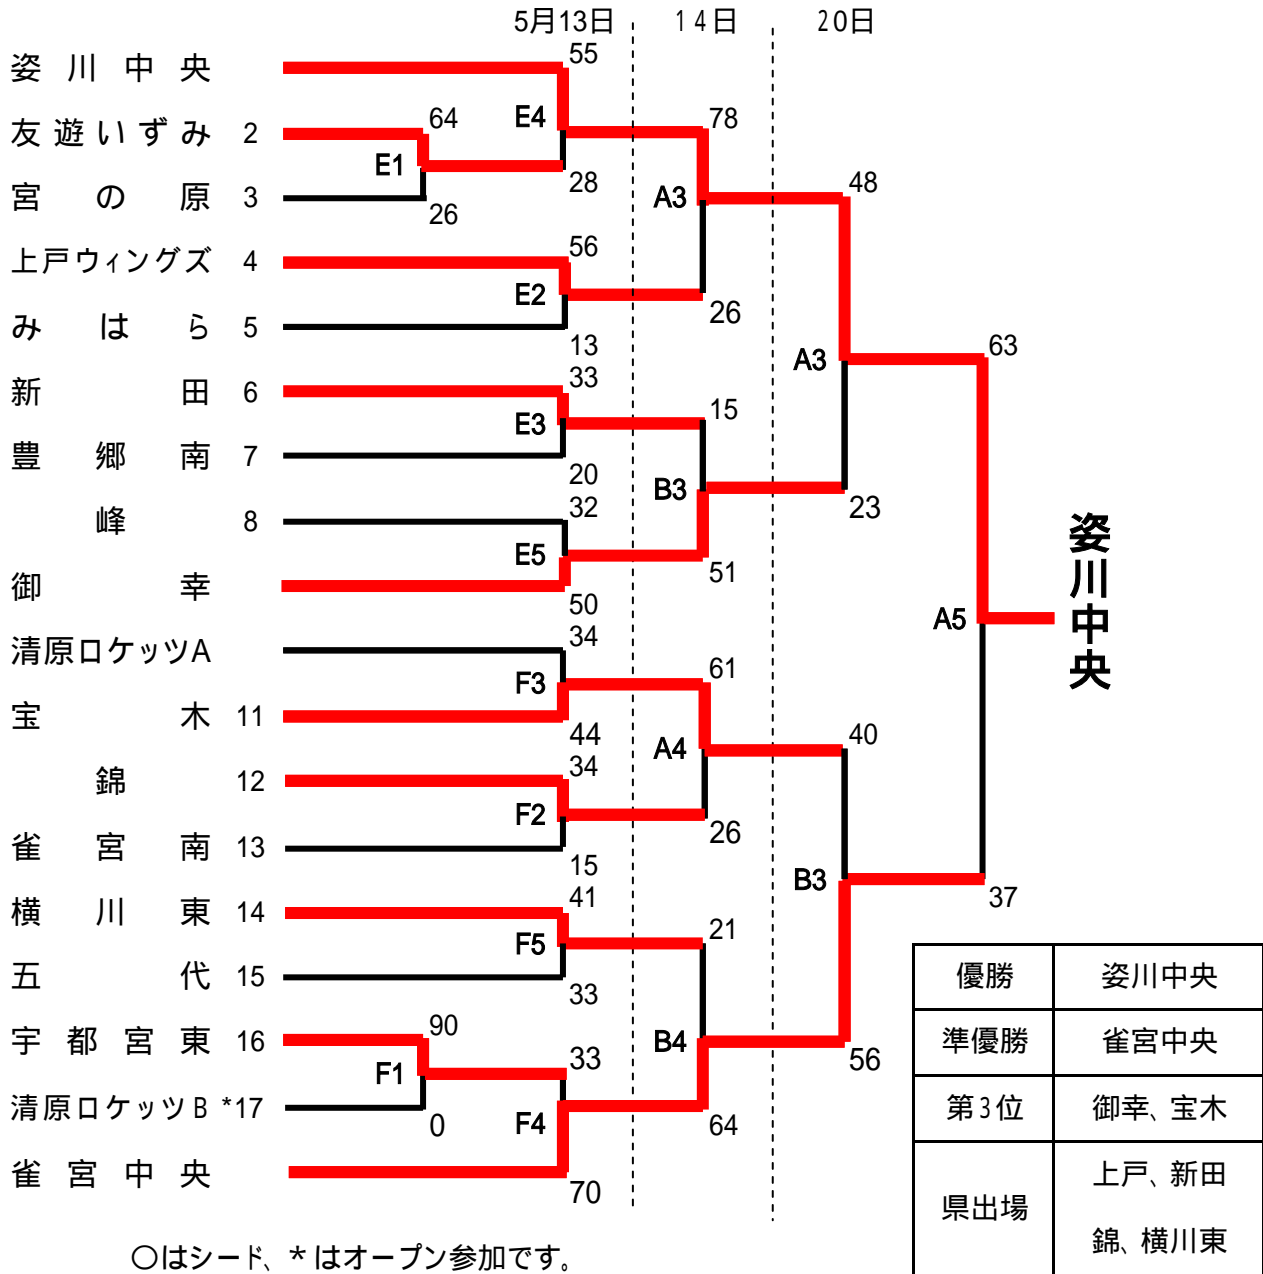 5月13日 14日 20日
姿川中央 55
E4 78
友遊いずみ 2 64
E1
28
宮の原 3 26
A3 48
上戸ウィングズ 4 56
E2
26
みはら 5 13
A3 63
新田 6 33
E3 15
豊郷南 7 20
B3 23
峰 8 32
E5
51
御幸 50
A5
姿川中央
清原ロケッツA 34
F3 61
宝木 11 44
A4 40
錦 12 34
F2
26
雀宮南 13 15
B3 37
横川東 14 41
F5 21
五代 15 33
B4 56
宇都宮東 16 90
F1
33
清原ロケッツB *17 0
F4 64
雀宮中央 70
優勝 姿川中央
準優勝 雀宮中央
第3位 御幸、宝木
県出場 上戸、新田
錦、横川東
○はシード、*はオープン参加です。